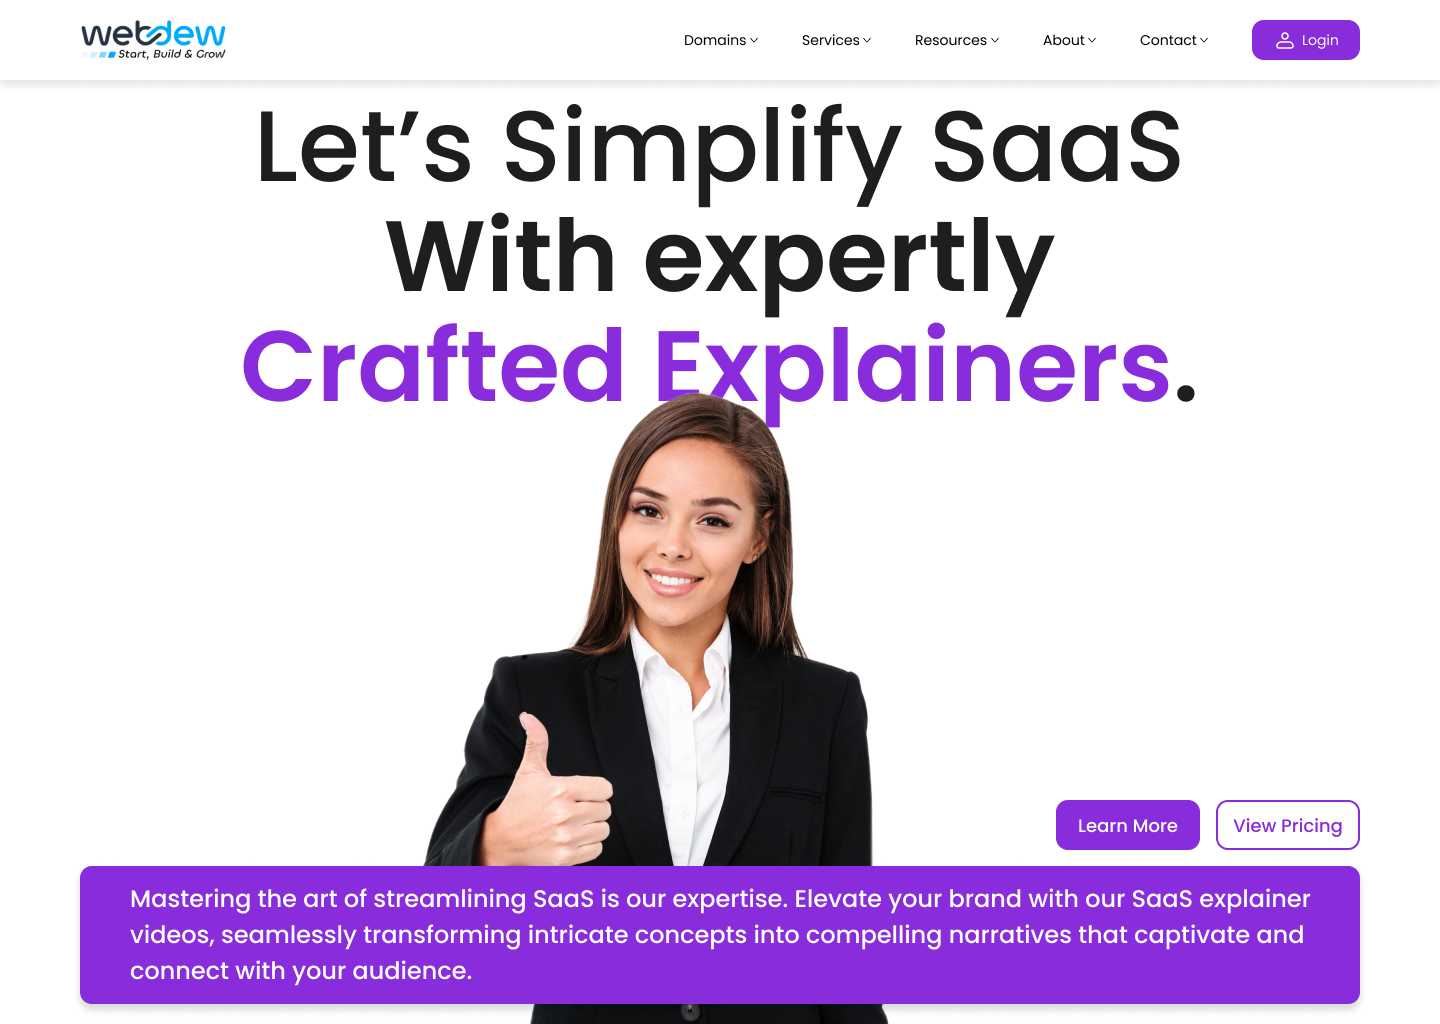 webdew
Start, Build & Grow
Domains
Services
Resources
About
Contact
Login
Let’s Simplify SaaS
With expertly
Crafted Explainers.
Learn More
View Pricing
Mastering the art of streamlining SaaS is our expertise. Elevate your brand with our SaaS explainer
videos, seamlessly transforming intricate concepts into compelling narratives that captivate and
connect with your audience.